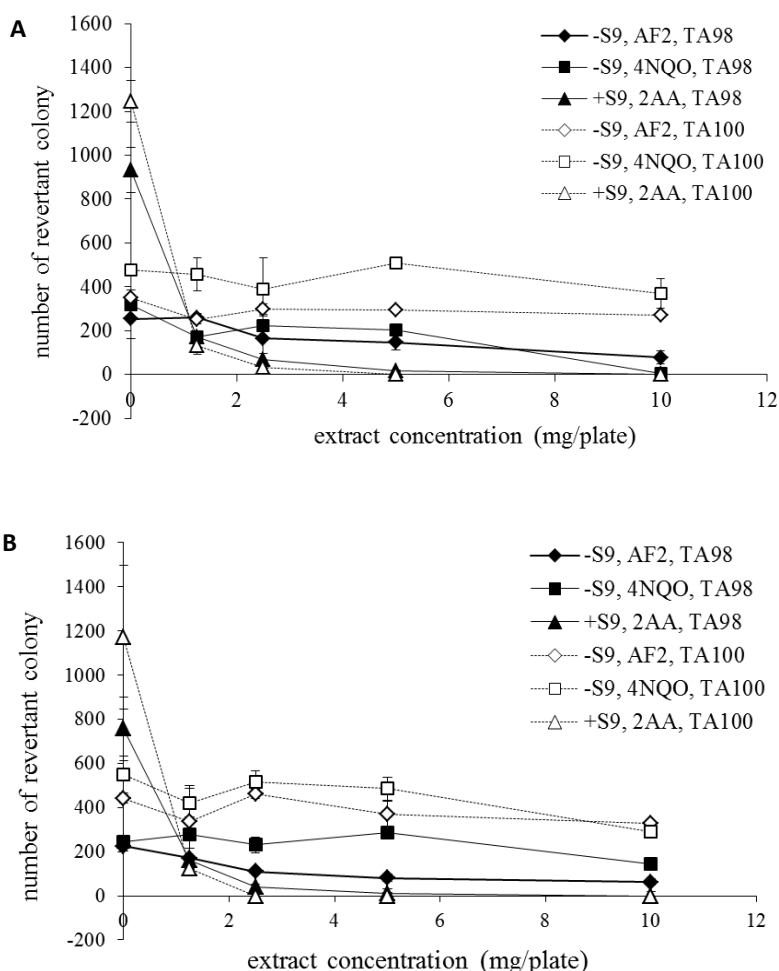 A
1600
1400
1200
1000
800
600
400
200
0
-200
number of revertant colony
0 2 4 6 8 10 12
extract concentration (mg/plate)
-S9, AF2, TA98
-S9, 4NQO, TA98
+S9, 2AA, TA98
-S9, AF2, TA100
-S9, 4NQO, TA100
+S9, 2AA, TA100
B
1600
1400
1200
1000
800
600
400
200
0
-200
number of revertant colony
0 2 4 6 8 10 12
extract concentration (mg/plate)
-S9, AF2, TA98
-S9, 4NQO, TA98
+S9, 2AA, TA98
-S9, AF2, TA100
-S9, 4NQO, TA100
+S9, 2AA, TA100